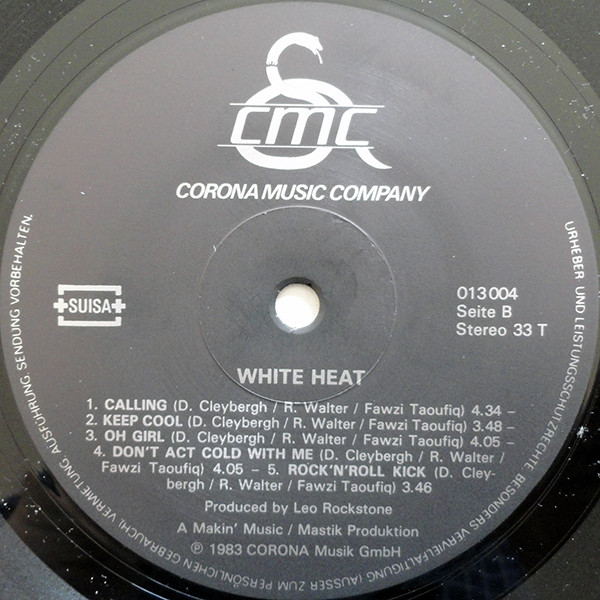 cmc
CORONA MUSIC COMPANY
SUISA
013 004
Seite B
Stereo 33 T
WHITE HEAT
1. CALLING (D. Cleybergh / R. Walter / Fawzi Taoufiq) 4.34 –
2. KEEP COOL (D. Cleybergh / R. Walter / Fawzi Taoufiq) 3.48 –
3. OH GIRL (D. Cleybergh / R. Walter / Fawzi Taoufiq) 4.05 –
4. DON'T ACT COLD WITH ME (D. Cleybergh / R. Walter /
Fawzi Taoufiq) 4.05 – 5. ROCK'N'ROLL KICK (D. Cley-
bergh / R. Walter / Fawzi Taoufiq) 3.46
Produced by Leo Rockstone
A Makin' Music / Mastik Produktion
℗ 1983 CORONA Musik GmbH
URHEBER UND LEISTUNGSSCHUTZRECHTE BESONDERS VERVIELFÄLTIGUNG (AUSSER ZUM PERSÖNLICHEN GEBRAUCH), VERMIETUNG, AUSFÜHRUNG, SENDUNG VORBEHALTEN.